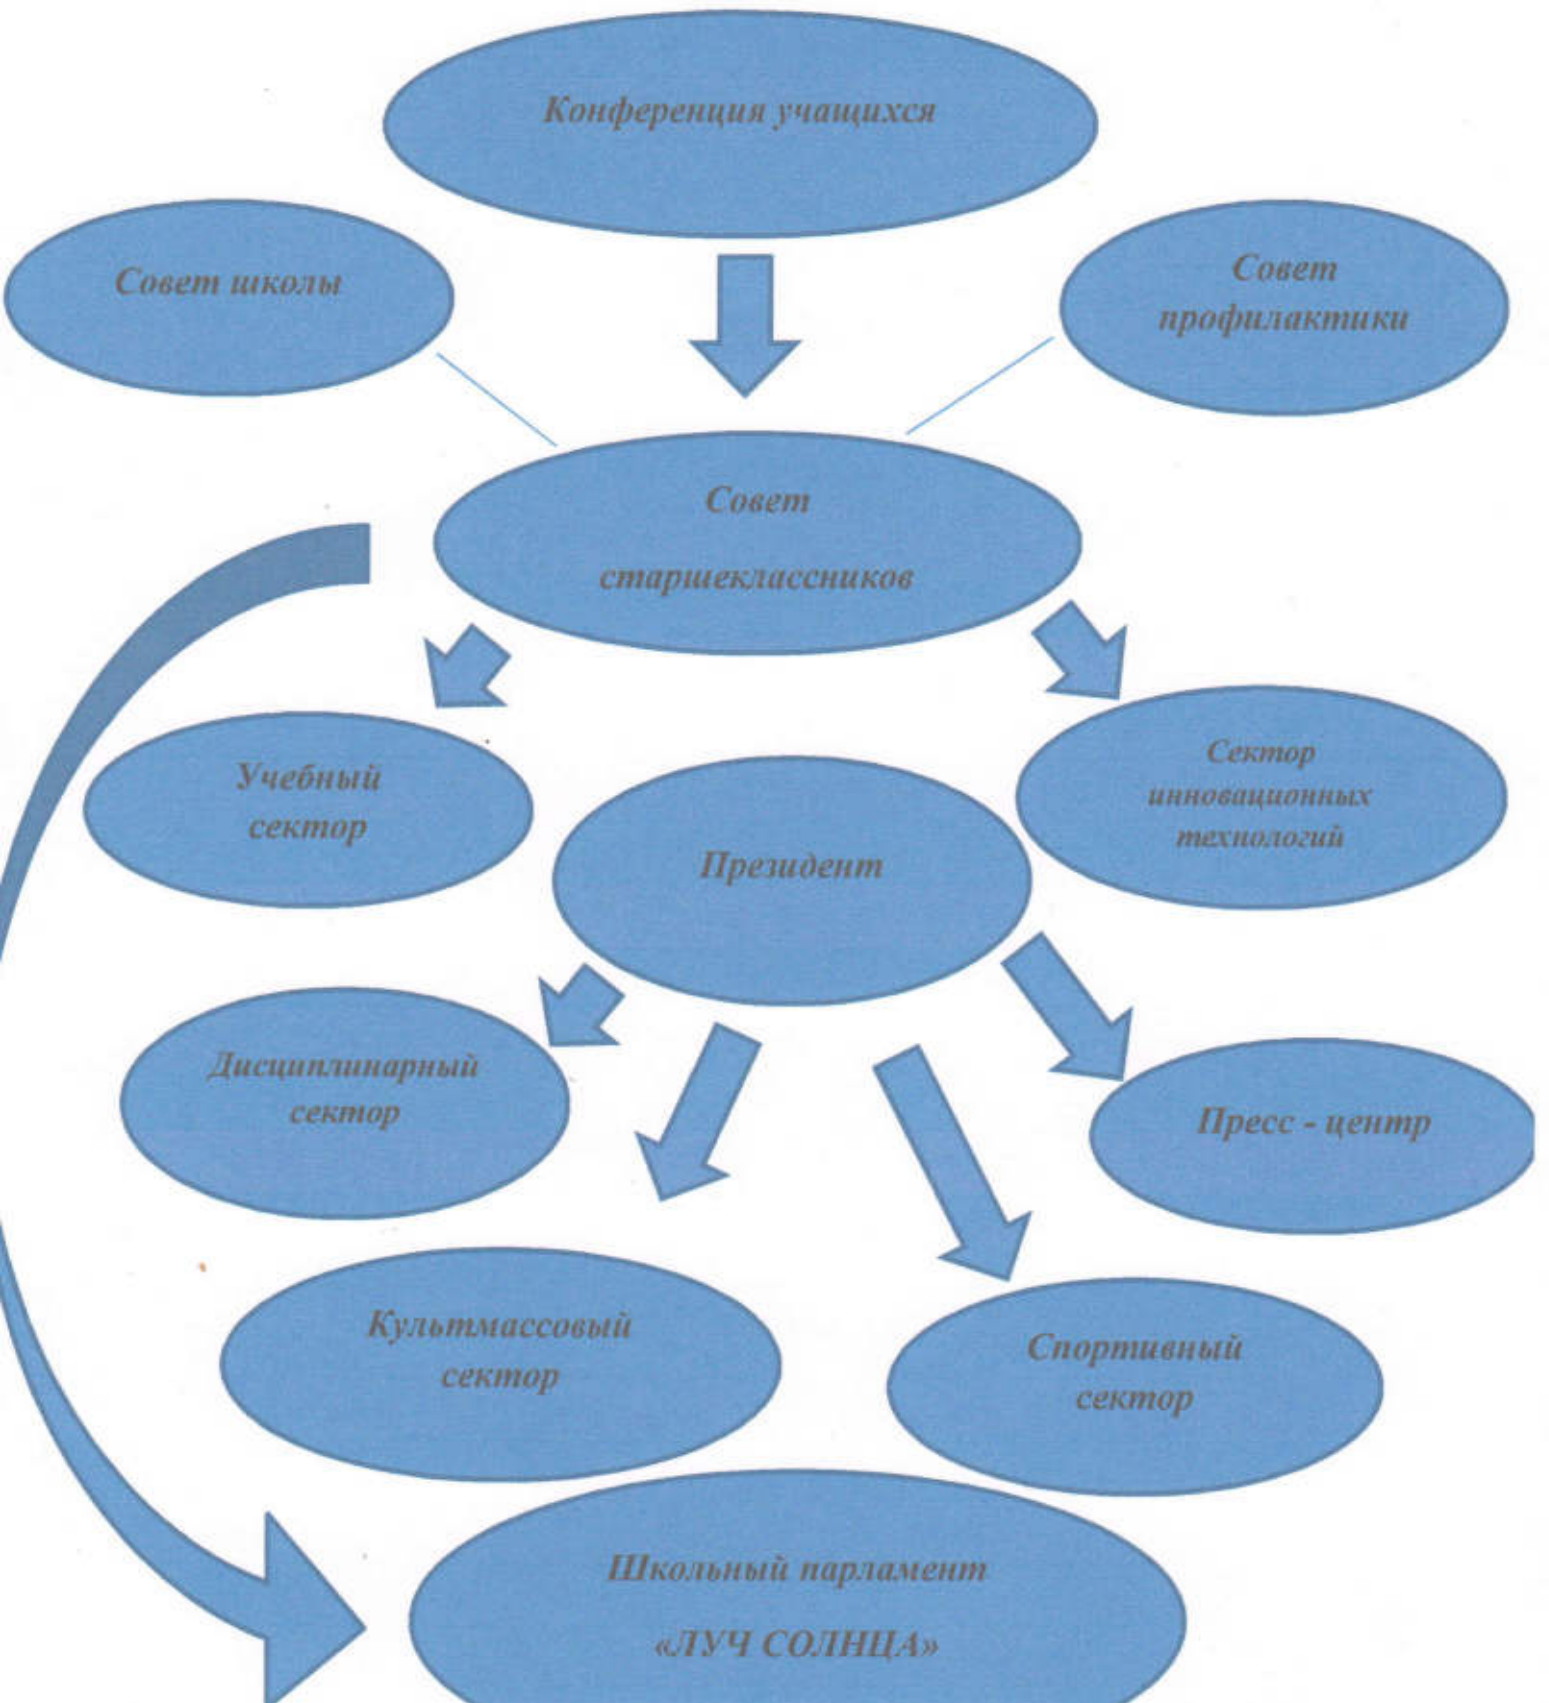 Конференция учащихся
Совет школы
Совет
профилактики
Совет
старшеклассников
Учебный
сектор
Сектор
инновационных
технологий
Президент
Дисциплинарный
сектор
Пресс - центр
Культмассовый
сектор
Спортивный
сектор
Школьный парламент
«ЛУЧ СОЛНЦА»